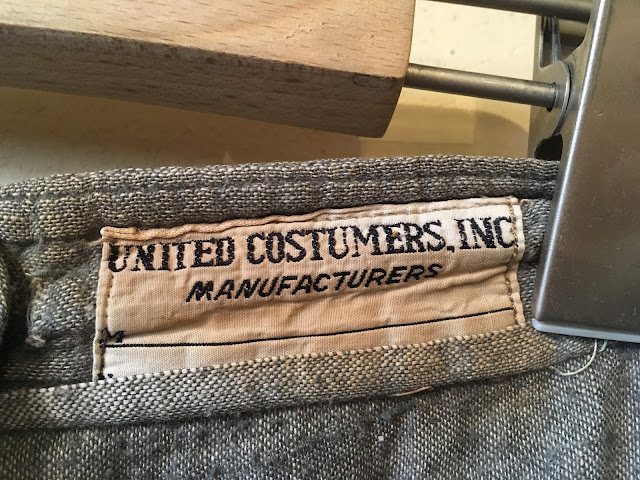 UNITED COSTUMERS, INC
MANUFACTURERS